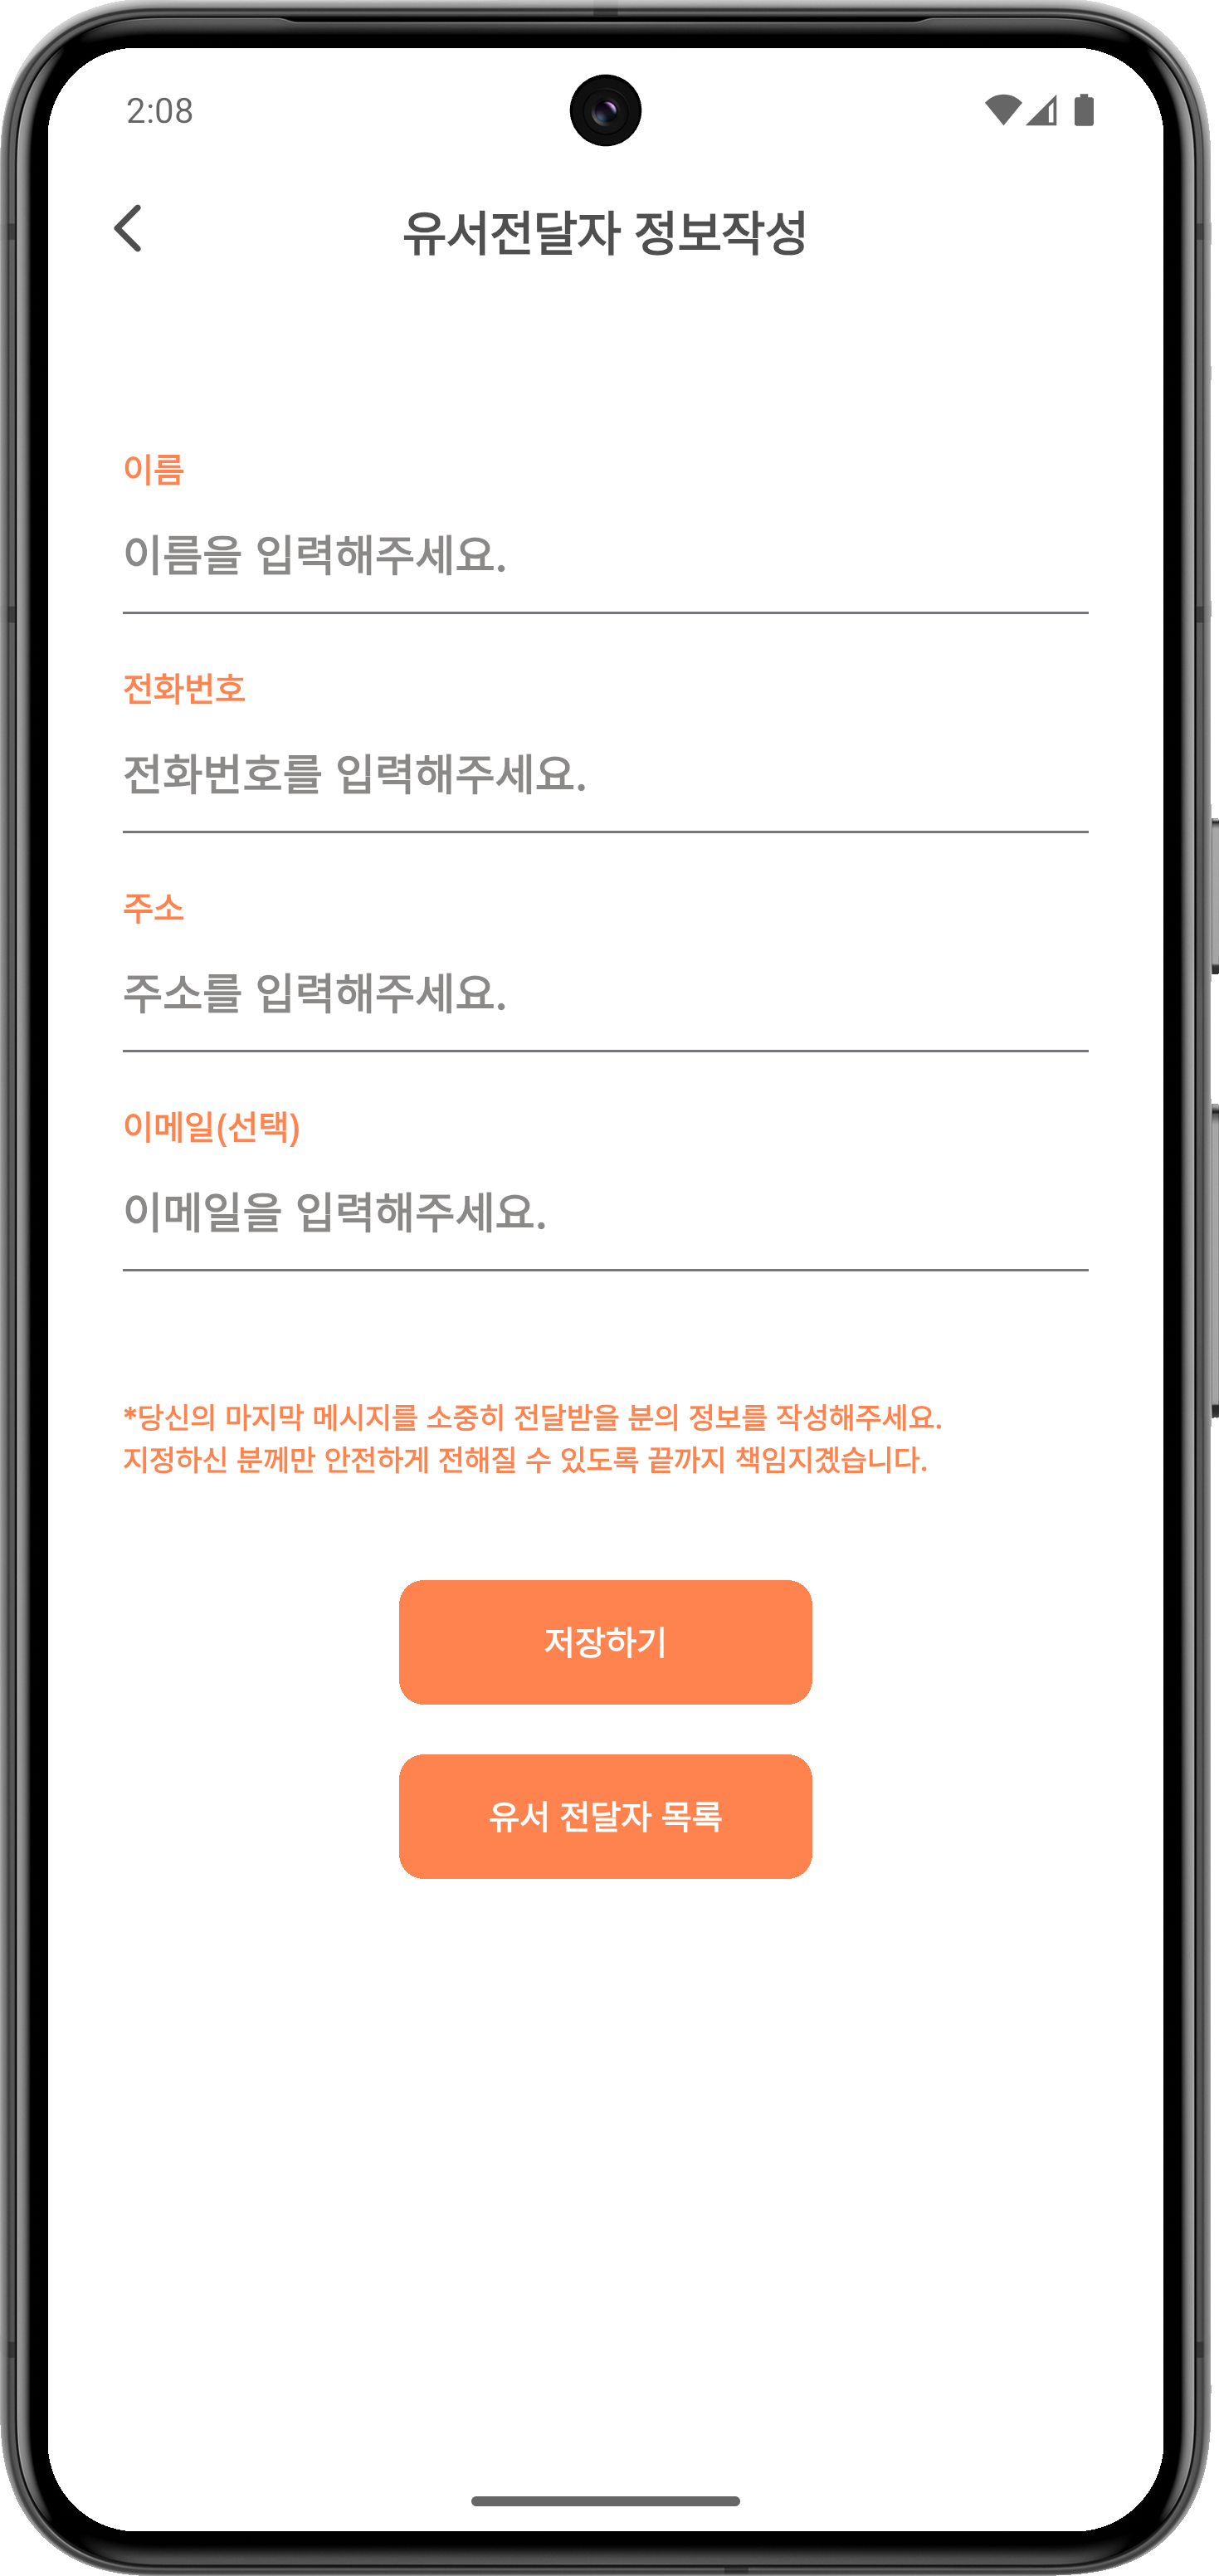 2:08
유서전달자 정보작성
이름
이름을 입력해주세요.
전화번호
전화번호를 입력해주세요.
주소
주소를 입력해주세요.
이메일(선택)
이메일을 입력해주세요.
*당신의 마지막 메시지를 소중히 전달받을 분의 정보를 작성해주세요.
지정하신 분께만 안전하게 전해질 수 있도록 끝까지 책임지겠습니다.
저장하기
유서 전달자 목록